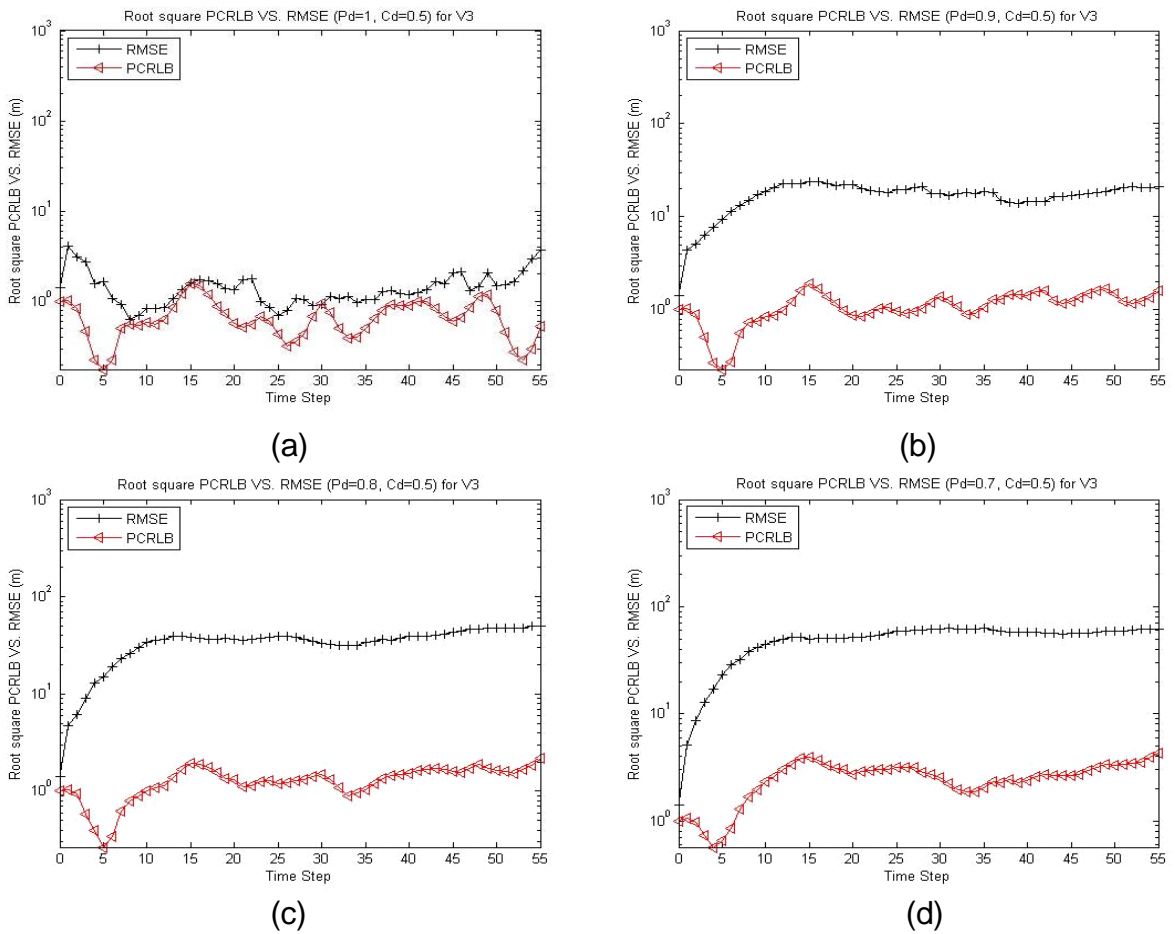 Root square PCRLB VS. RMSE (Pd=1, Cd=0.5) for V3
RMSE
PCRLB
Root square PCRLB VS. RMSE (m)
10^3
10^2
10^1
10^0
0 5 10 15 20 25 30 35 40 45 50 55
Time Step
(a)
Root square PCRLB VS. RMSE (Pd=0.9, Cd=0.5) for V3
RMSE
PCRLB
Root square PCRLB VS. RMSE (m)
10^3
10^2
10^1
10^0
0 5 10 15 20 25 30 35 40 45 50 55
Time Step
(b)
Root square PCRLB VS. RMSE (Pd=0.8, Cd=0.5) for V3
RMSE
PCRLB
Root square PCRLB VS. RMSE (m)
10^3
10^2
10^1
10^0
0 5 10 15 20 25 30 35 40 45 50 55
Time Step
(c)
Root square PCRLB VS. RMSE (Pd=0.7, Cd=0.5) for V3
RMSE
PCRLB
Root square PCRLB VS. RMSE (m)
10^3
10^2
10^1
10^0
0 5 10 15 20 25 30 35 40 45 50 55
Time Step
(d)